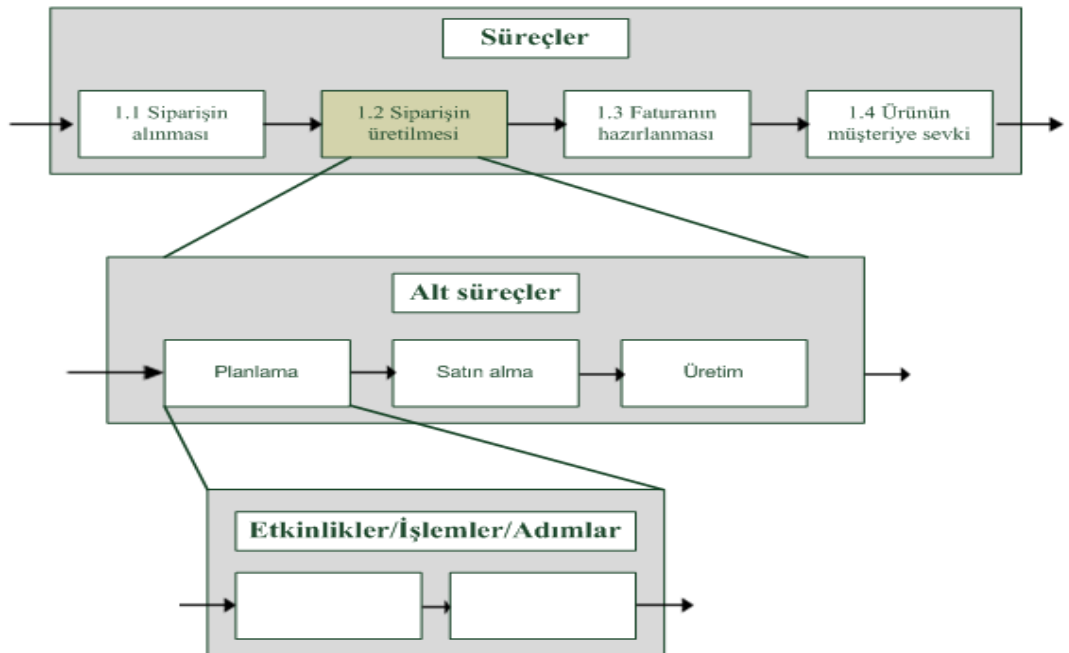 Süreçler
1.1 Siparişin
alınması
1.2 Siparişin
üretilmesi
1.3 Faturanın
hazırlanması
1.4 Ürünün
müşteriye sevki
Alt süreçler
Planlama
Satın alma
Üretim
Etkinlikler/İşlemler/Adımlar